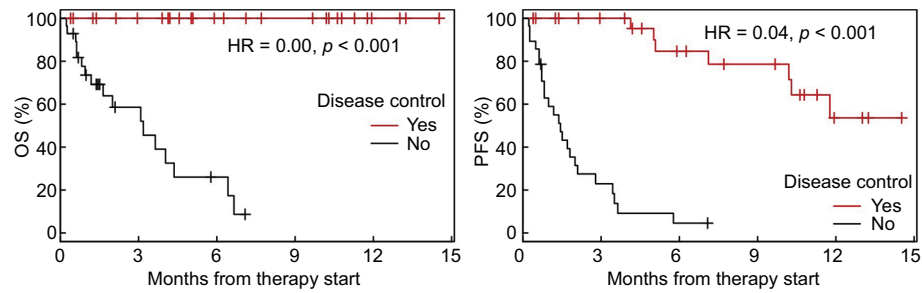 OS (%)
100
80
60
40
20
0
HR = 0.00, p < 0.001
Disease control
Yes
No
0 3 6 9 12 15
Months from therapy start
PFS (%)
100
80
60
40
20
0
HR = 0.04, p < 0.001
Disease control
Yes
No
0 3 6 9 12 15
Months from therapy start